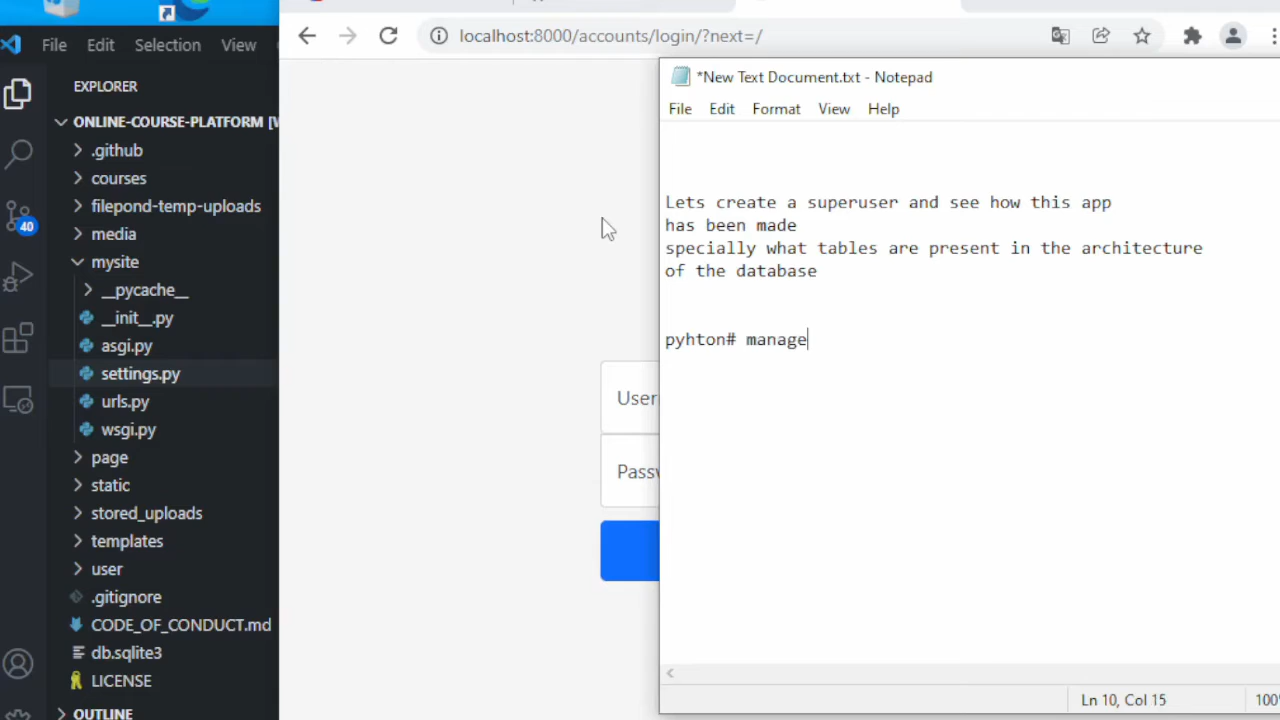 File Edit Selection View
EXPLORER
ONLINE-COURSE-PLATFORM
.github
courses
filepond-temp-uploads
media
mysite
__pycache__
__init__.py
asgi.py
settings.py
urls.py
wsgi.py
page
static
stored_uploads
templates
user
.gitignore
CODE_OF_CONDUCT.md
db.sqlite3
LICENSE
OUTLINE
40
localhost:8000/accounts/login/?next=/
User
Passw
*New Text Document.txt - Notepad
File Edit Format View Help
Lets create a superuser and see how this app
has been made
specially what tables are present in the architecture
of the database
pyhton# manage
Ln 10, Col 15
100